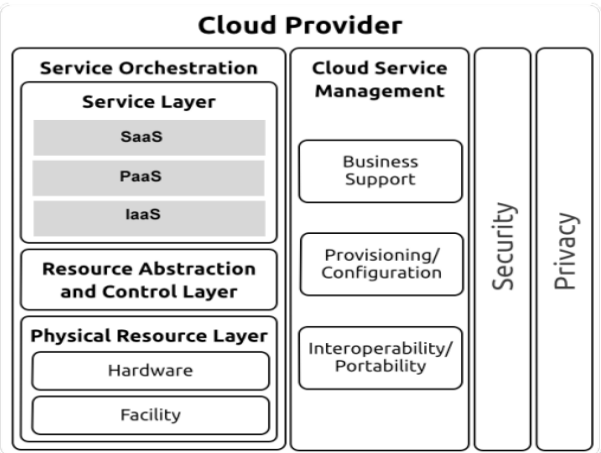 Cloud Provider
Service Orchestration
Service Layer
SaaS
PaaS
IaaS
Resource Abstraction
and Control Layer
Physical Resource Layer
Hardware
Facility
Cloud Service
Management
Business
Support
Provisioning/
Configuration
Interoperability/
Portability
Security
Privacy